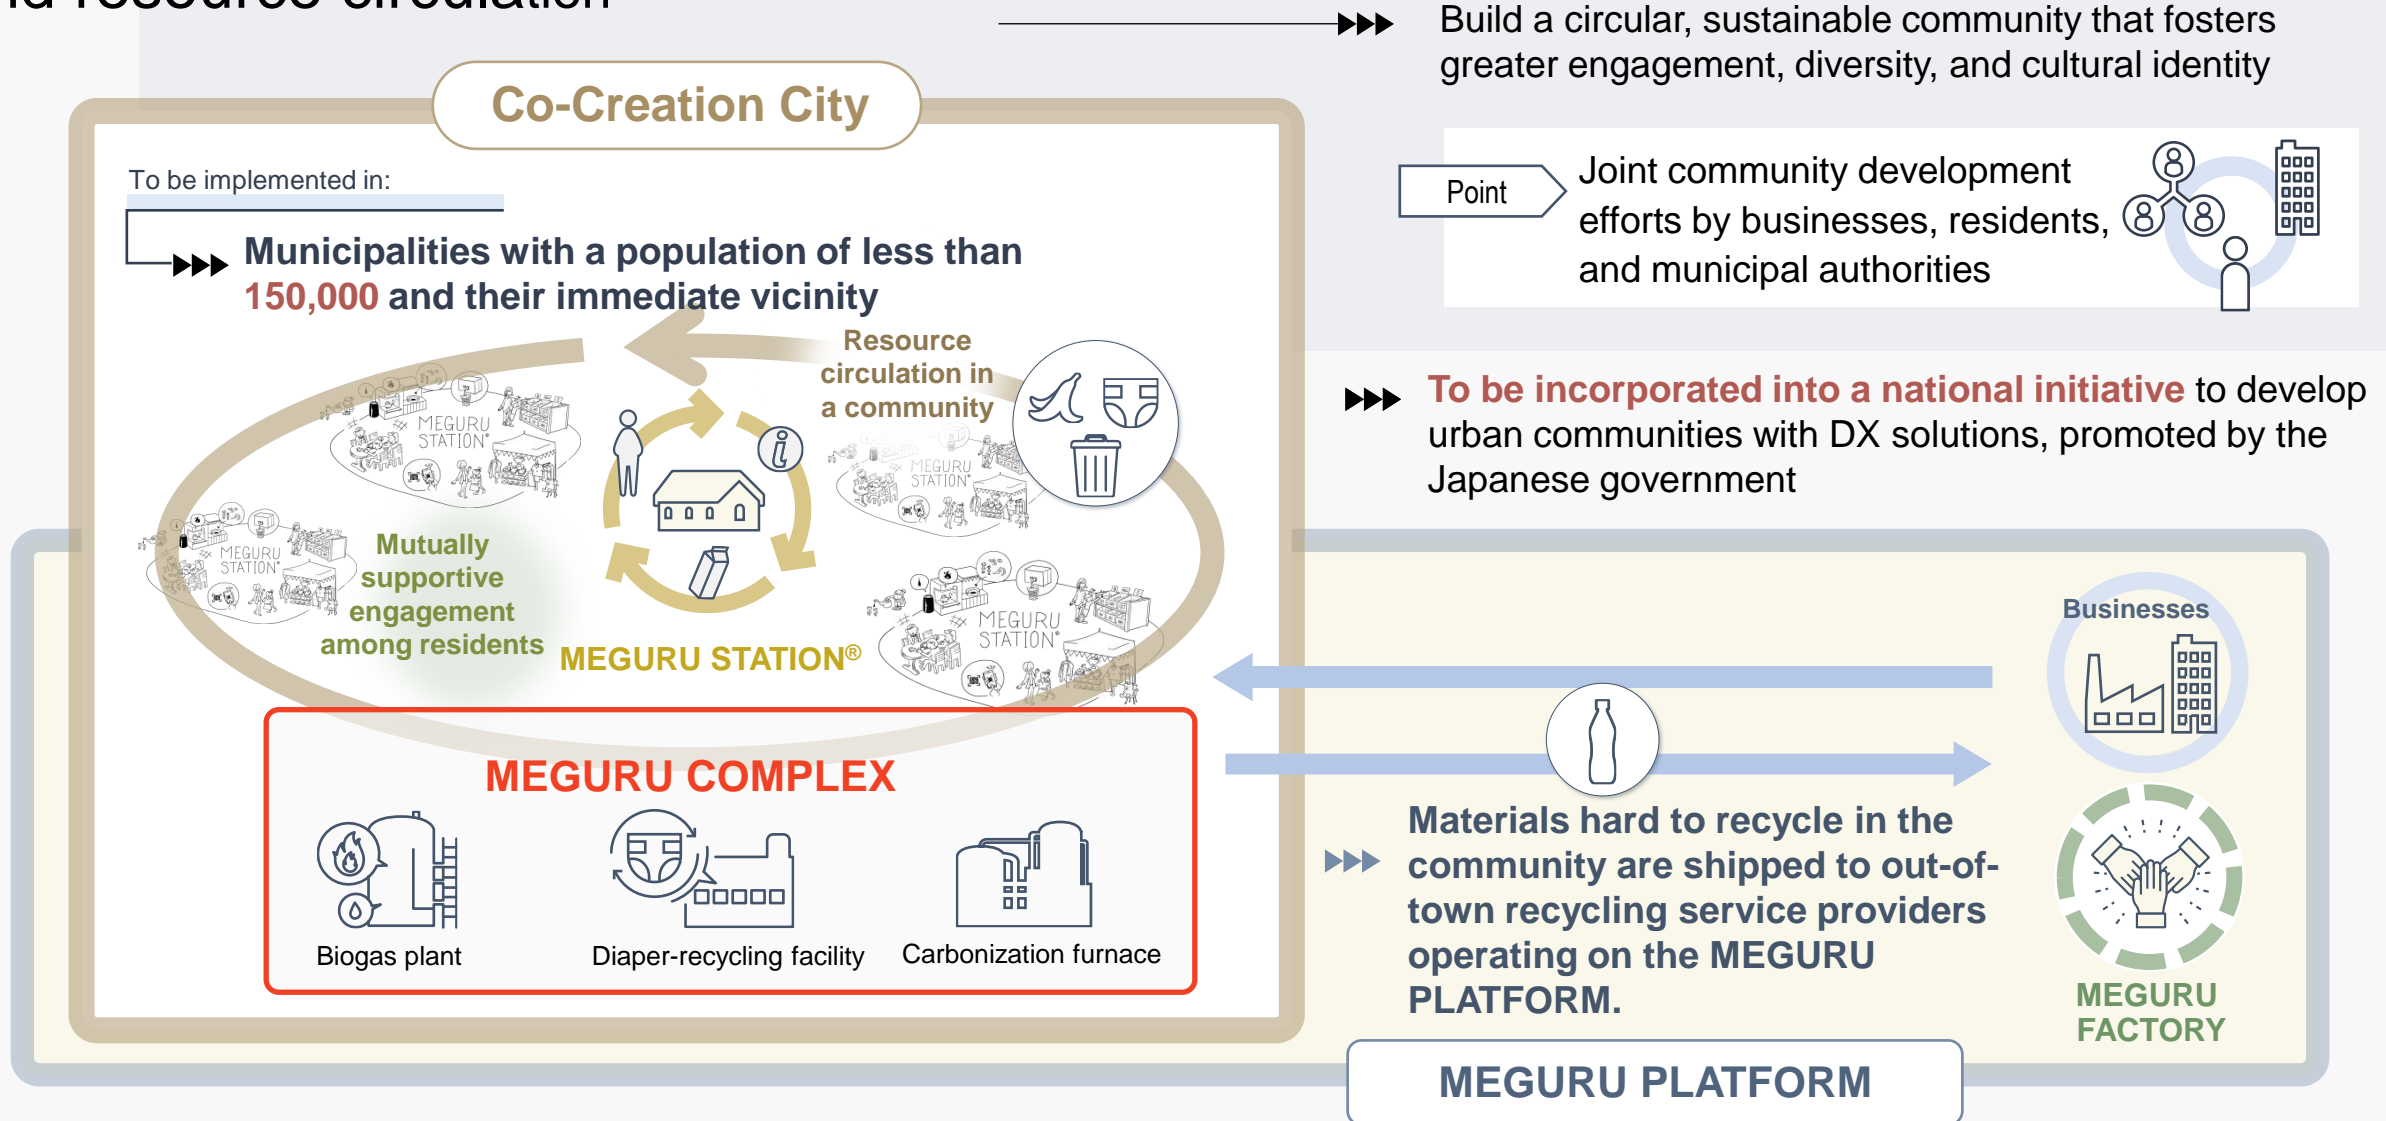 resource circulation
Build a circular, sustainable community that fosters
greater engagement, diversity, and cultural identity
Co-Creation City
To be implemented in:
Municipalities with a population of less than
150,000 and their immediate vicinity
Point
Joint community development
efforts by businesses, residents,
and municipal authorities
Resource
circulation in
a community
To be incorporated into a national initiative to develop
urban communities with DX solutions, promoted by the
Japanese government
MEGURU
STATION®
MEGURU
STATION®
MEGURU
STATION®
MEGURU
STATION®
i
Mutually
supportive
engagement
among residents
MEGURU STATION®
Businesses
MEGURU COMPLEX
Biogas plant
Diaper-recycling facility
Carbonization furnace
Materials hard to recycle in the
community are shipped to out-of-
town recycling service providers
operating on the MEGURU
PLATFORM.
MEGURU
FACTORY
MEGURU PLATFORM